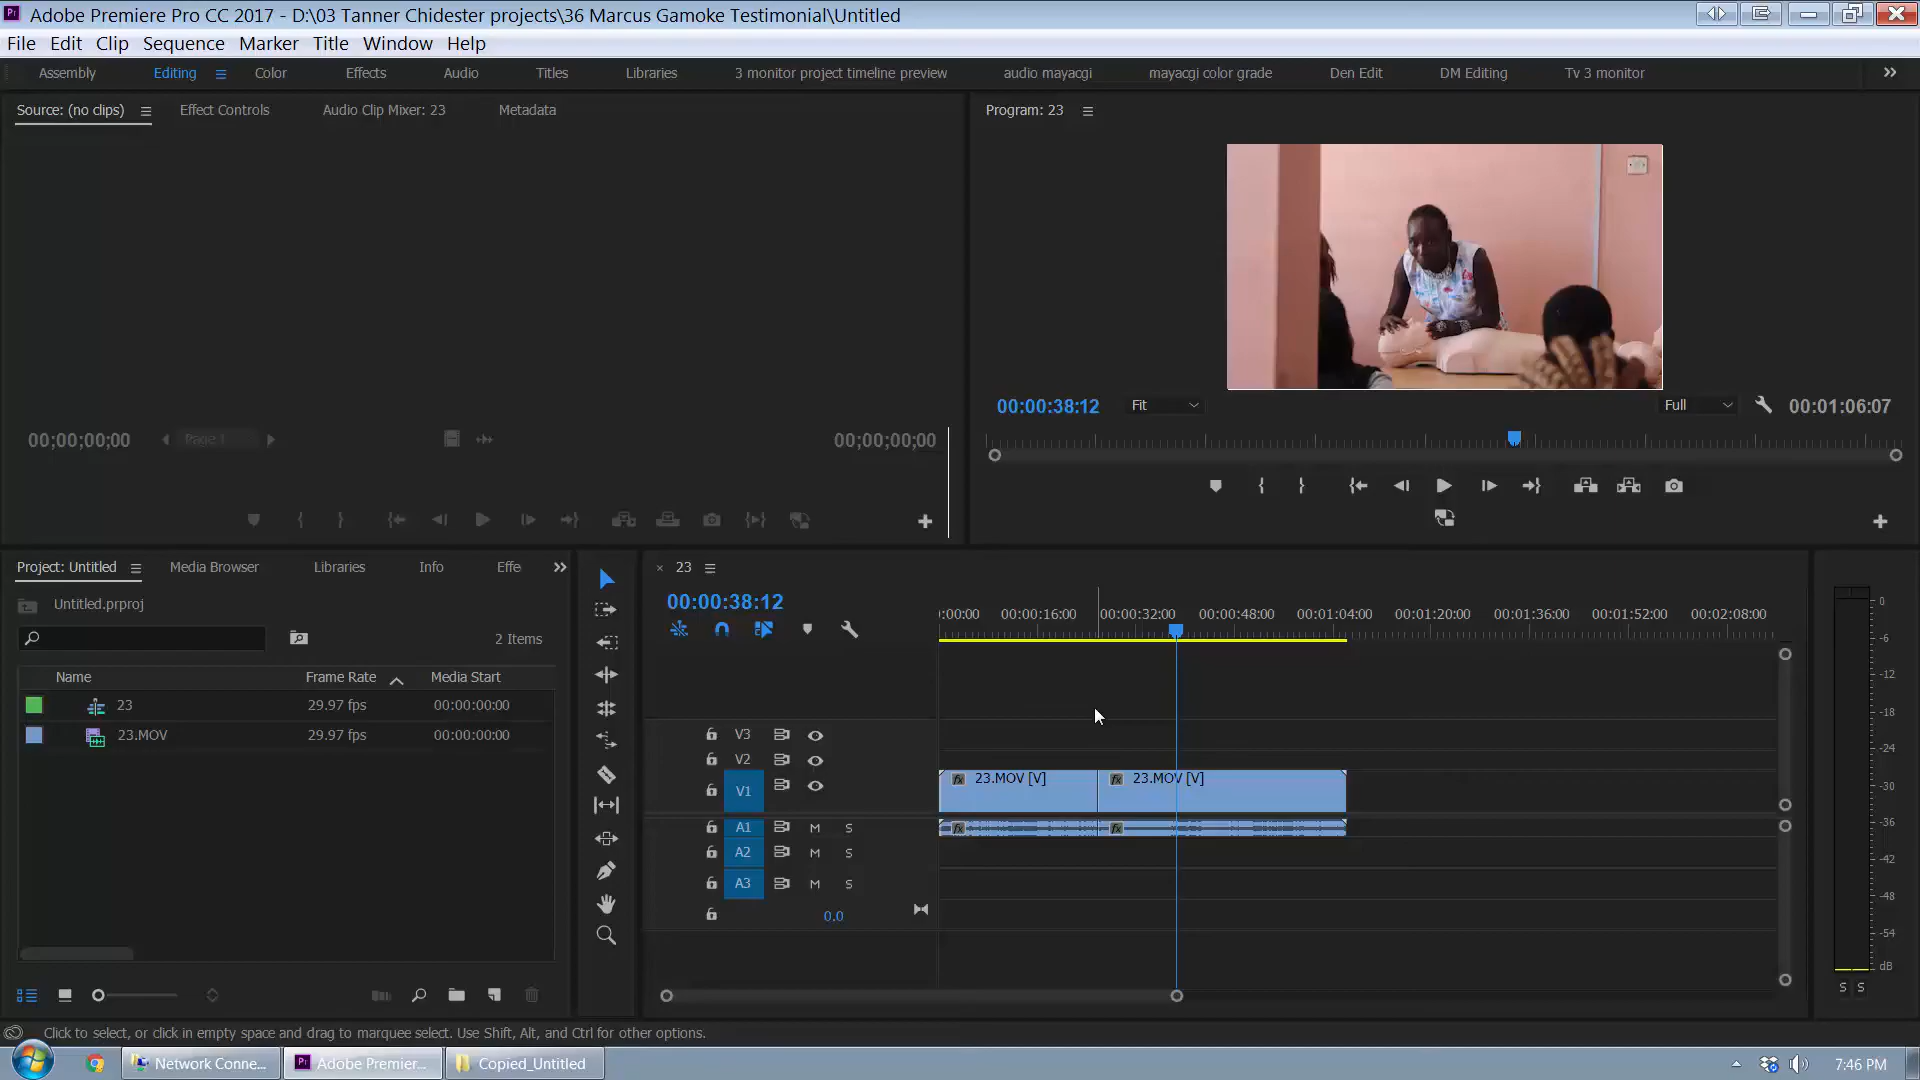 Adobe Premiere Pro CC 2017 - D:\03 Tanner Chidester projects\36 Marcus Gamoke Testimonial\Untitled
File Edit Clip Sequence Marker Title Window Help
Assembly Editing Color Effects Audio Titles Libraries 3 monitor project timeline preview audio mayacgi mayacgi color grade Den Edit DM Editing Tv 3 monitor
Source: (no clips) Effect Controls Audio Clip Mixer: 23 Metadata
Program: 23
00:00:38:12 Fit Full 00:01:06:07
00;00;00;00 Page 1 00;00;00;00
Project: Untitled Media Browser Libraries Info Effe
Untitled.prproj
2 Items
Name Frame Rate Media Start
23 29.97 fps 00:00:00:00
23.MOV 29.97 fps 00:00:00:00
23
00:00:38:12
:00:00 00:00:16:00 00:00:32:00 00:00:48:00 00:01:04:00 00:01:20:00 00:01:36:00 00:01:52:00 00:02:08:00
V3
V2
V1 fx 23.MOV [V] fx 23.MOV [V]
A1 M S fx fx
A2 M S
A3 M S
0.0
0
-6
-12
-18
-24
-30
-36
-42
-48
-54
dB
S S
Click to select, or click in empty space and drag to marquee select. Use Shift, Alt, and Ctrl for other options.
Network Conne... Adobe Premier... Copied_Untitled 7:46 PM